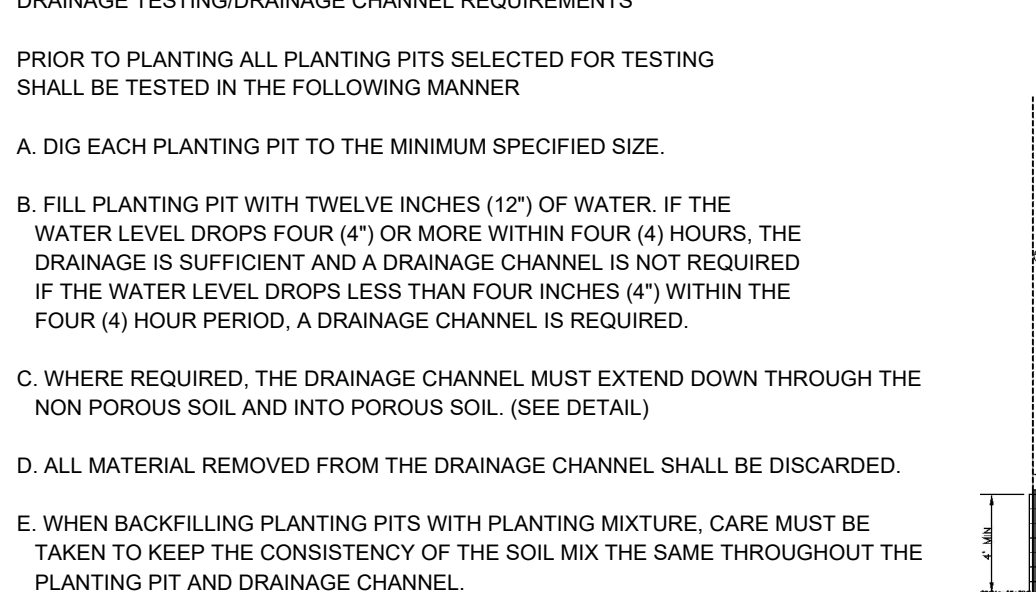 DRAINAGE TESTING/DRAINAGE CHANNEL REQUIREMENTS
PRIOR TO PLANTING ALL PLANTING PITS SELECTED FOR TESTING
SHALL BE TESTED IN THE FOLLOWING MANNER
A. DIG EACH PLANTING PIT TO THE MINIMUM SPECIFIED SIZE.
B. FILL PLANTING PIT WITH TWELVE INCHES (12") OF WATER. IF THE
WATER LEVEL DROPS FOUR (4") OR MORE WITHIN FOUR (4) HOURS, THE
DRAINAGE IS SUFFICIENT AND A DRAINAGE CHANNEL IS NOT REQUIRED
IF THE WATER LEVEL DROPS LESS THAN FOUR INCHES (4") WITHIN THE
FOUR (4) HOUR PERIOD, A DRAINAGE CHANNEL IS REQUIRED.
C. WHERE REQUIRED, THE DRAINAGE CHANNEL MUST EXTEND DOWN THROUGH THE
NON POROUS SOIL AND INTO POROUS SOIL. (SEE DETAIL)
D. ALL MATERIAL REMOVED FROM THE DRAINAGE CHANNEL SHALL BE DISCARDED.
E. WHEN BACKFILLING PLANTING PITS WITH PLANTING MIXTURE, CARE MUST BE
TAKEN TO KEEP THE CONSISTENCY OF THE SOIL MIX THE SAME THROUGHOUT THE
PLANTING PIT AND DRAINAGE CHANNEL.
MIN